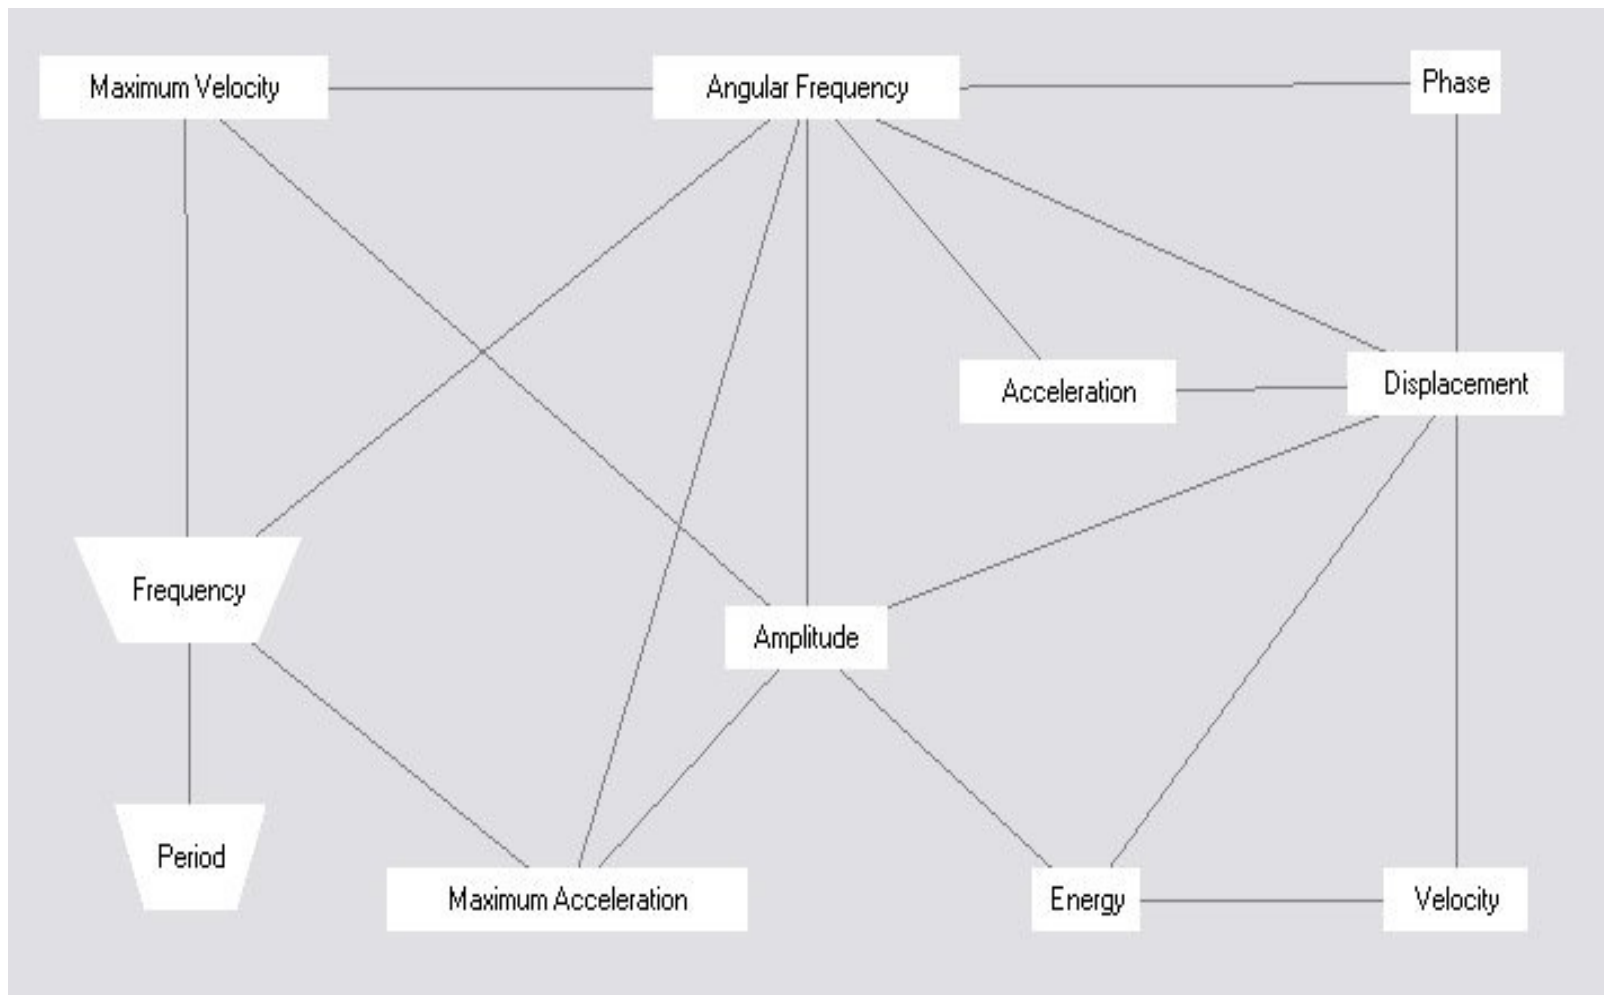 Maximum Velocity
Angular Frequency
Phase
Acceleration
Displacement
Frequency
Amplitude
Period
Maximum Acceleration
Energy
Velocity